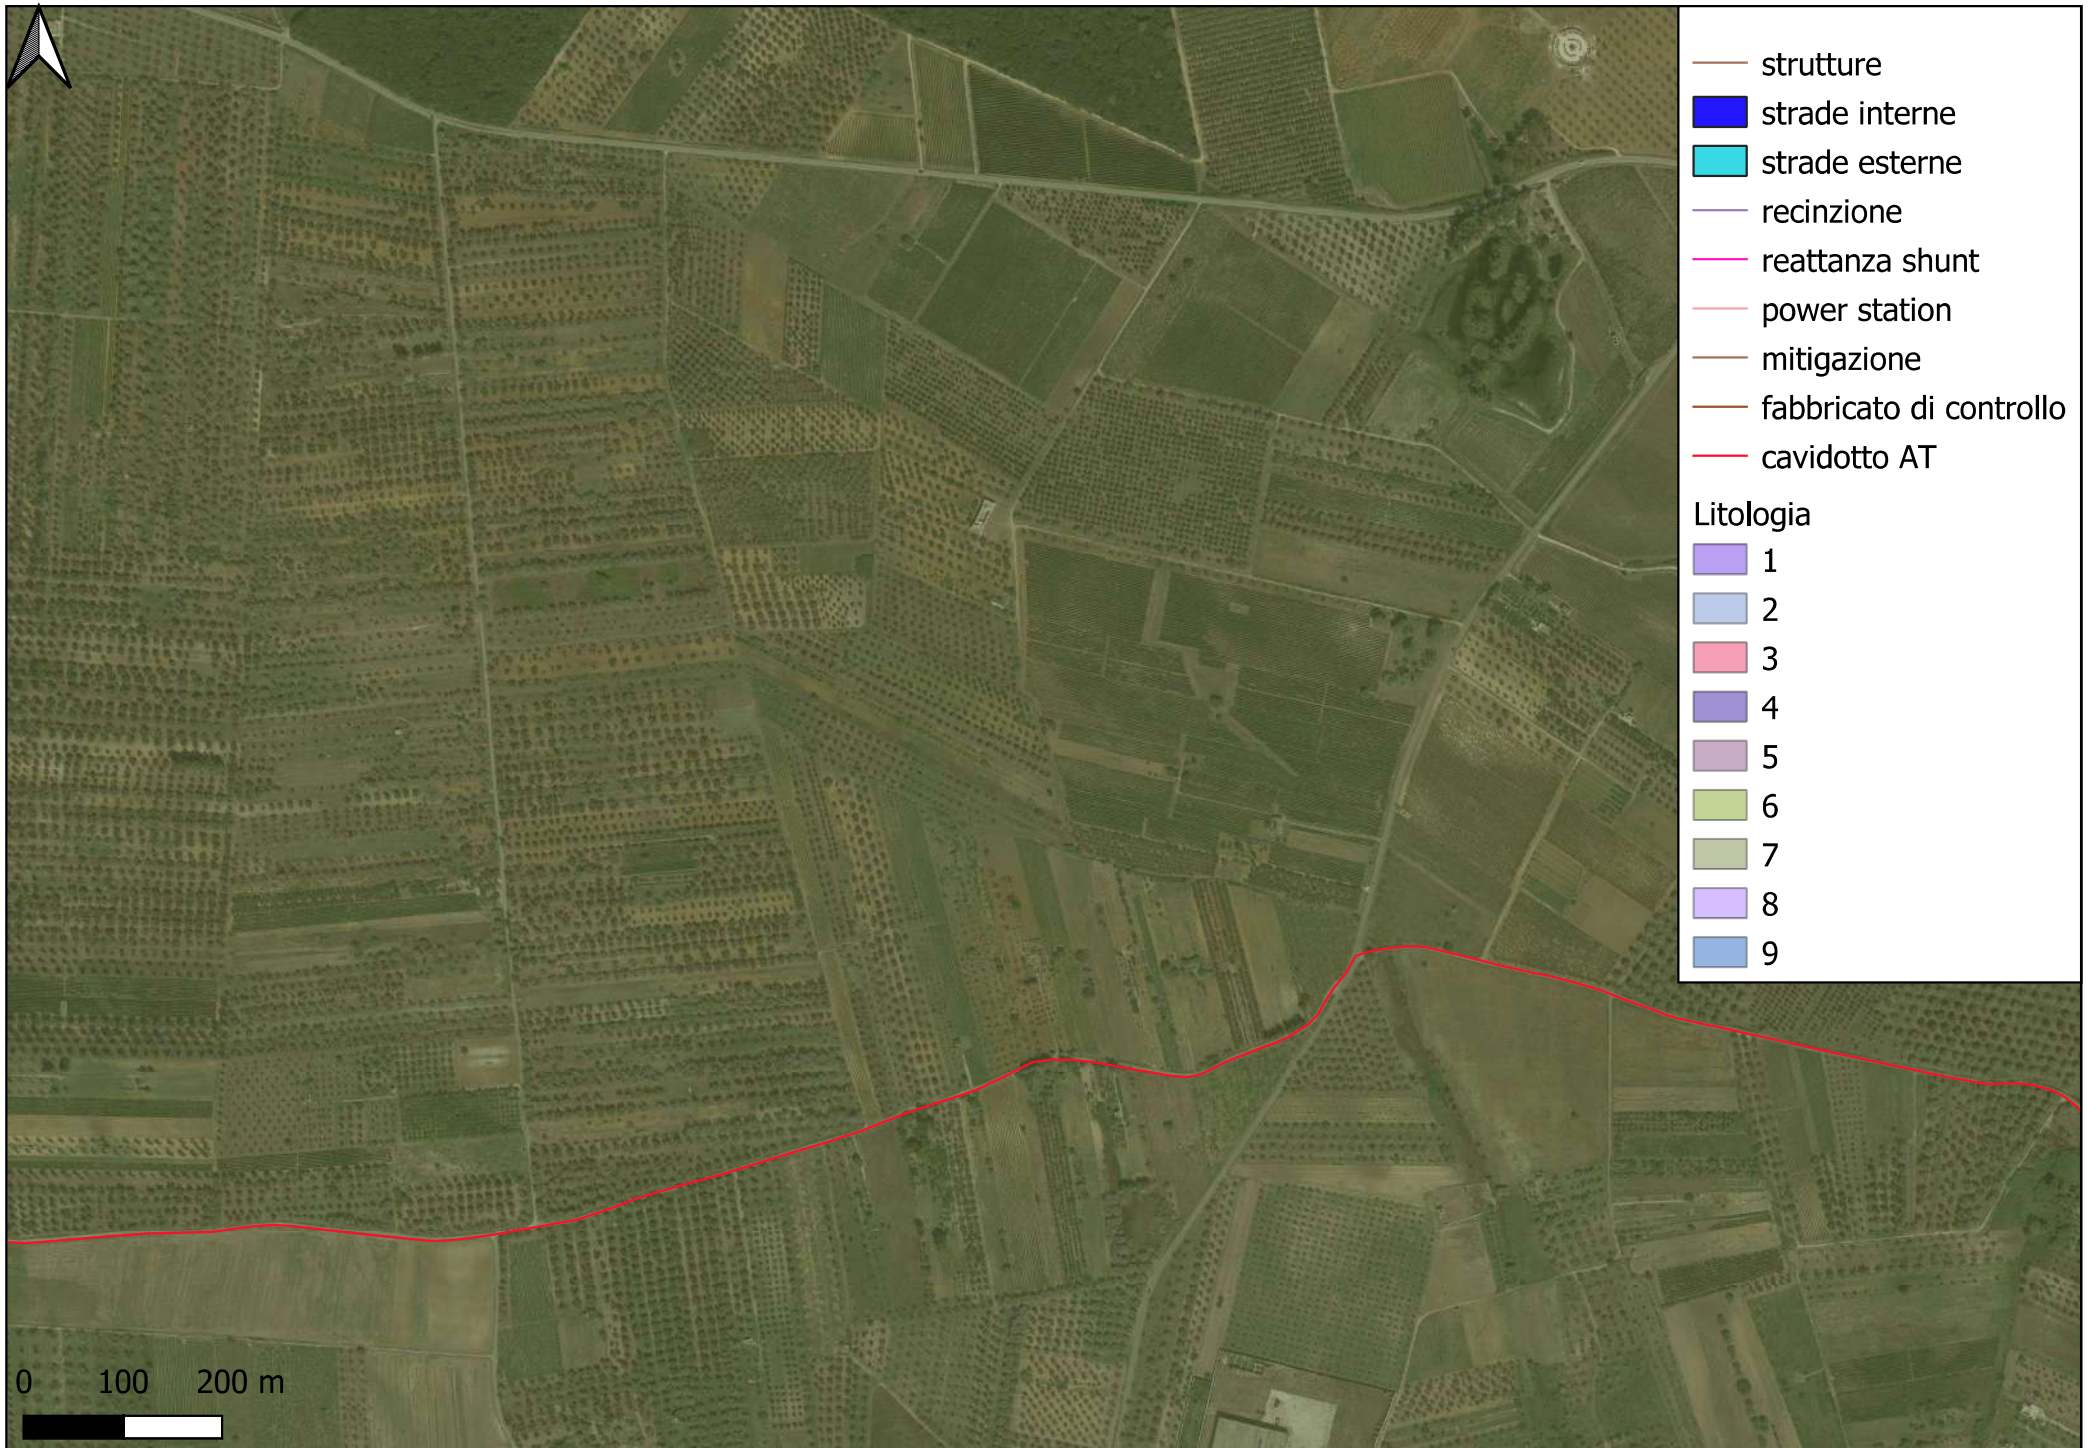 strutture
strade interne
strade esterne
recinzione
reattanza shunt
power station
mitigazione
fabbricato di controllo
cavidotto AT
Litologia
1
2
3
4
5
6
7
8
9
0 100 200 m